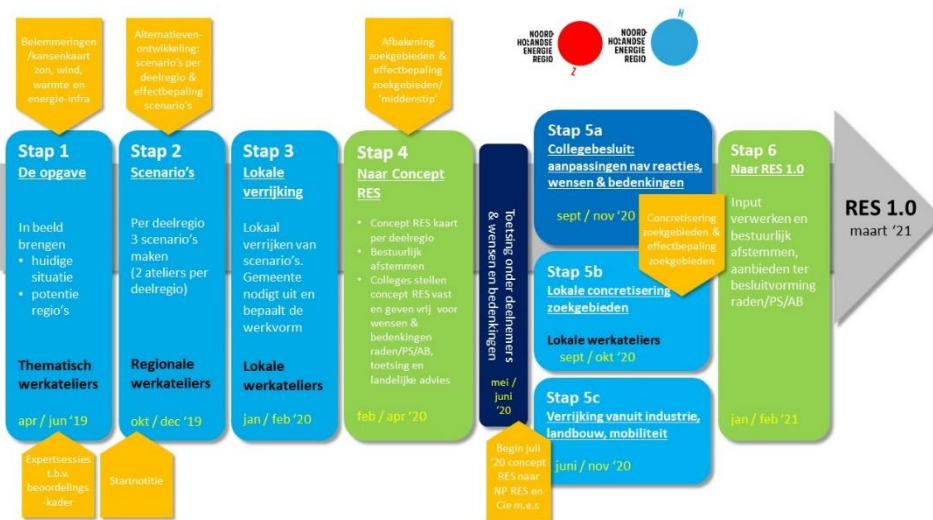 Belemmeringen
/kansenkaart
zon, wind,
warmte en
energie-infra
Alternatieven-
ontwikkeling:
scenario's per
deelregio &
effectbepaling
scenario's
Afbakening
zoekgebieden &
effectbepaling
zoekgebieden/
'middenstip'
NOORD
HOLLANDSE
ENERGIE
REGIO
Z
NOORD
HOLLANDSE
ENERGIE
REGIO
N
Stap 1
De opgave
In beeld
brengen
• huidige
situatie
• potentie
regio's
Thematisch
werkateliers
apr / jun '19
Expertsessies
t.b.v.
beoordelings
-kader
Stap 2
Scenario's
Per deelregio
3 scenario's
maken
(2 ateliers per
deelregio)
Regionale
werkateliers
okt / dec '19
Startnotitie
Stap 3
Lokale
verrijking
Lokaal
verrijken van
scenario's.
Gemeente
nodigt uit en
bepaalt de
werkvorm
Lokale
werkateliers
jan / feb '20
Stap 4
Naar Concept
RES
• Concept RES kaart
per deelregio
• Bestuurlijk
afstemmen
• Colleges stellen
concept RES vast
en geven vrij voor
wensen &
bedenkingen
raden/PS/AB,
toetsing en
landelijke advies
feb / apr '20
Toetsing onder deelnemers
& wensen en bedenkingen
mei /
juni
'20
Begin juli
'20 concept
RES naar
NP RES en
Cie m.e.r.
Stap 5a
Collegebesluit:
aanpassingen nav reacties,
wensen & bedenkingen
sept / nov '20
Concretisering
zoekgebieden &
effectbepaling
zoekgebieden
Stap 5b
Lokale concretisering
zoekgebieden
Lokale werkateliers
sept / okt '20
Stap 5c
Verrijking vanuit industrie,
landbouw, mobiliteit
juni / nov '20
Stap 6
Naar RES 1.0
Input
verwerken en
bestuurlijk
afstemmen,
aanbieden ter
besluitvorming
raden/PS/AB
jan / feb '21
RES 1.0
maart '21